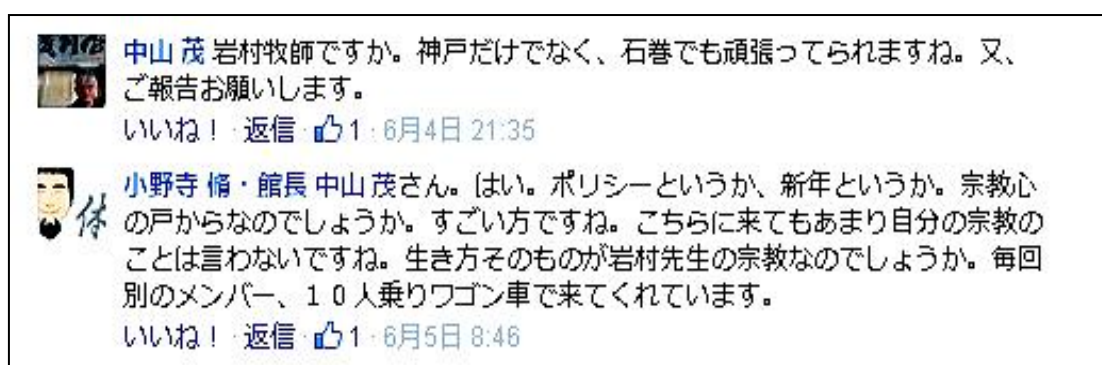 中山 茂 岩村牧師ですか。神戸だけでなく、石巻でも頑張ってられますね。又、
ご報告お願いします。
いいね！ · 返信 · 1 · 6月4日 21:35
小野寺 脩・館長 中山 茂さん。はい。ポリシーというか、新年というか。宗教心
の戸からなのでしょうか。すごい方ですね。こちらに来てもあまり自分の宗教の
ことは言わないですね。生き方そのものが岩村先生の宗教なのでしょうか。毎回
別のメンバー、１０人乗りワゴン車で来てくれています。
いいね！ · 返信 · 1 · 6月5日 8:46